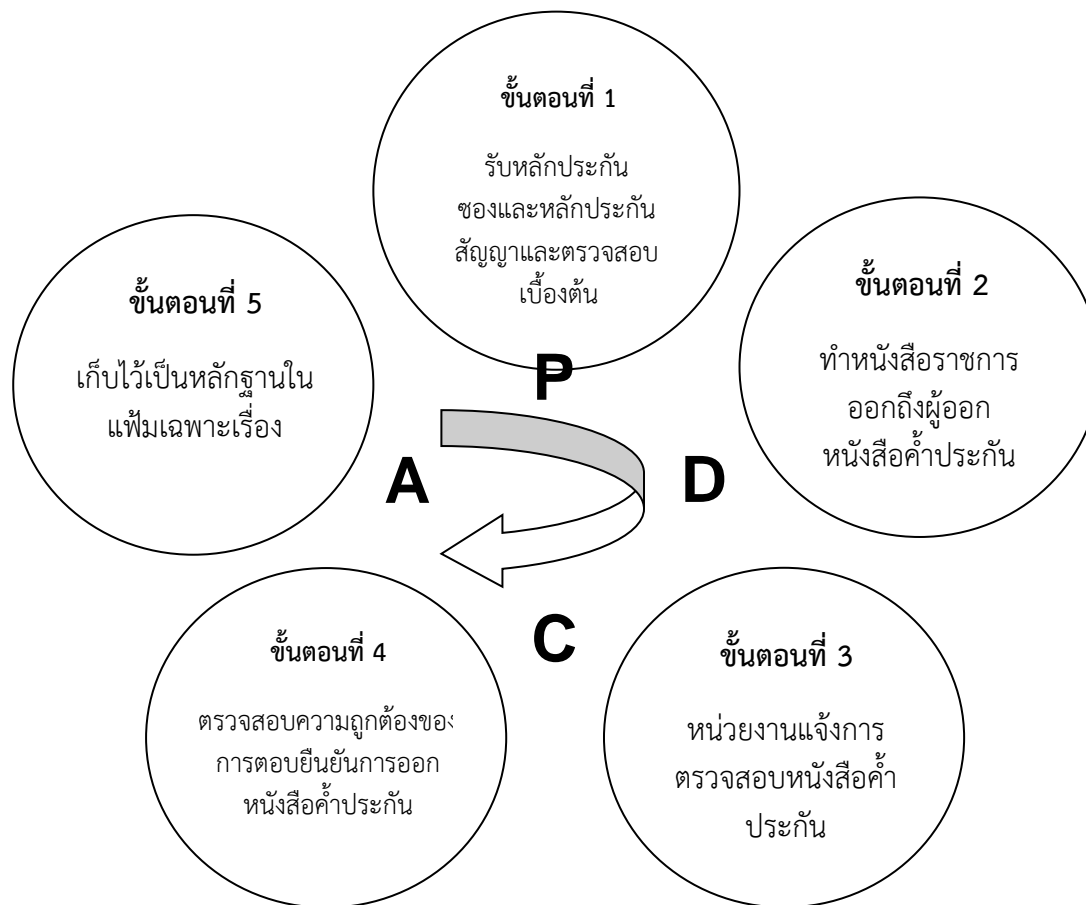 ขั้นตอนที่ 1
รับหลักประกัน
ซองและหลักประกัน
สัญญาและตรวจสอบ
เบื้องต้น
ขั้นตอนที่ 2
ทำหนังสือราชการ
ออกถึงผู้ออก
หนังสือค้ำประกัน
ขั้นตอนที่ 3
หน่วยงานแจ้งการ
ตรวจสอบหนังสือค้ำ
ประกัน
ขั้นตอนที่ 4
ตรวจสอบความถูกต้องของ
การตอบยืนยันการออก
หนังสือค้ำประกัน
ขั้นตอนที่ 5
เก็บไว้เป็นหลักฐานใน
แฟ้มเฉพาะเรื่อง
P
D
C
A